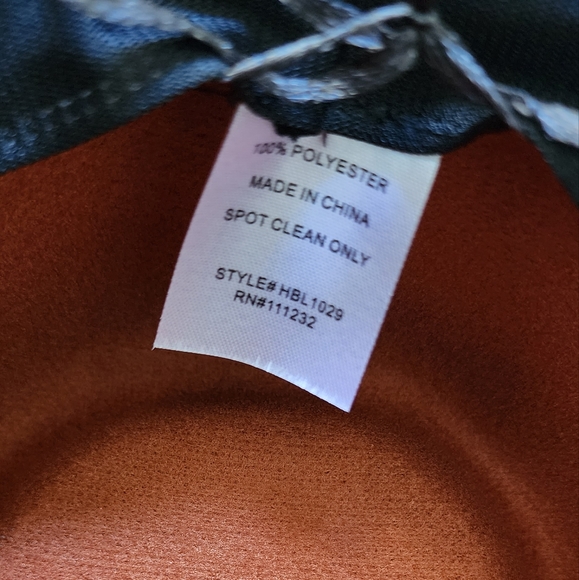 100% POLYESTER
MADE IN CHINA
SPOT CLEAN ONLY
STYLE# HBL1029
RN#111232